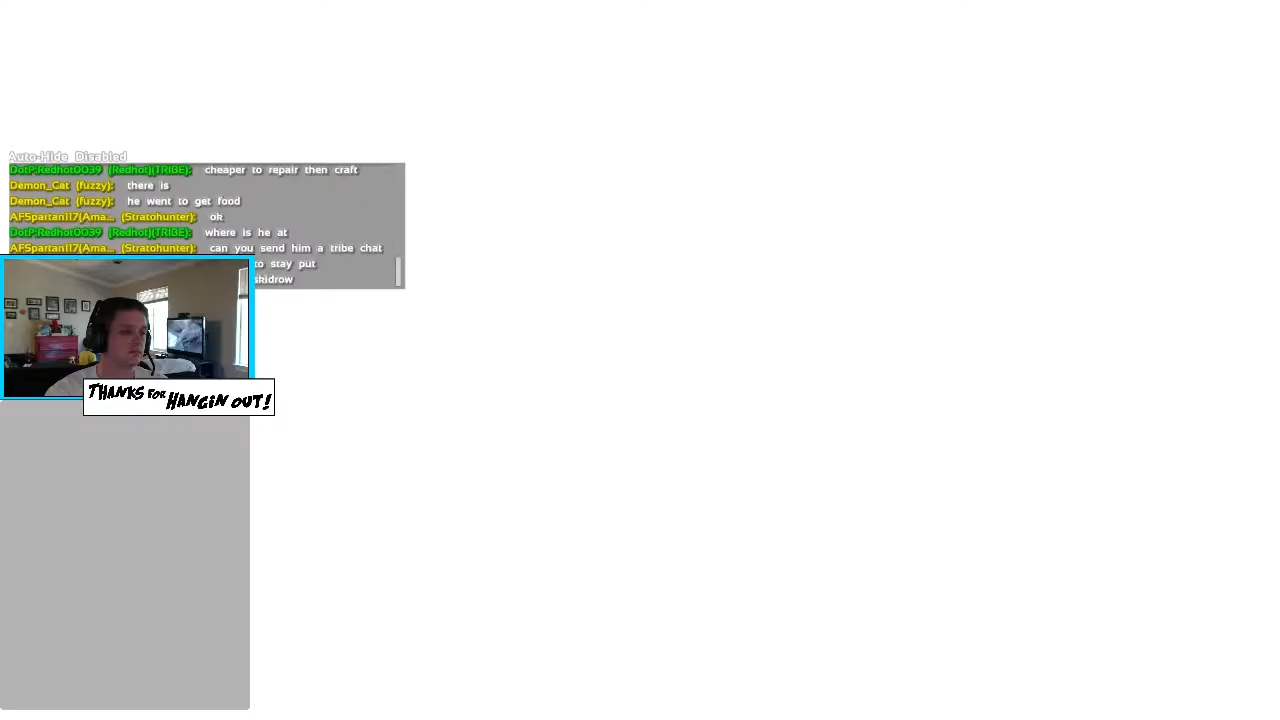 Auto-Hide Disabled
DotP:Redhot0039 (Redhot)(TRIBE): cheaper to repair then craft
Demon_Cat (fuzzy): there is
Demon_Cat (fuzzy): he went to get food
AFSpartan117(Ama... (Stratohunter): ok
DotP:Redhot0039 (Redhot)(TRIBE): where is he at
AFSpartan117(Ama... (Stratohunter): can you send him a tribe chat
to stay put
skidrow
THANKS FOR HANGIN OUT!